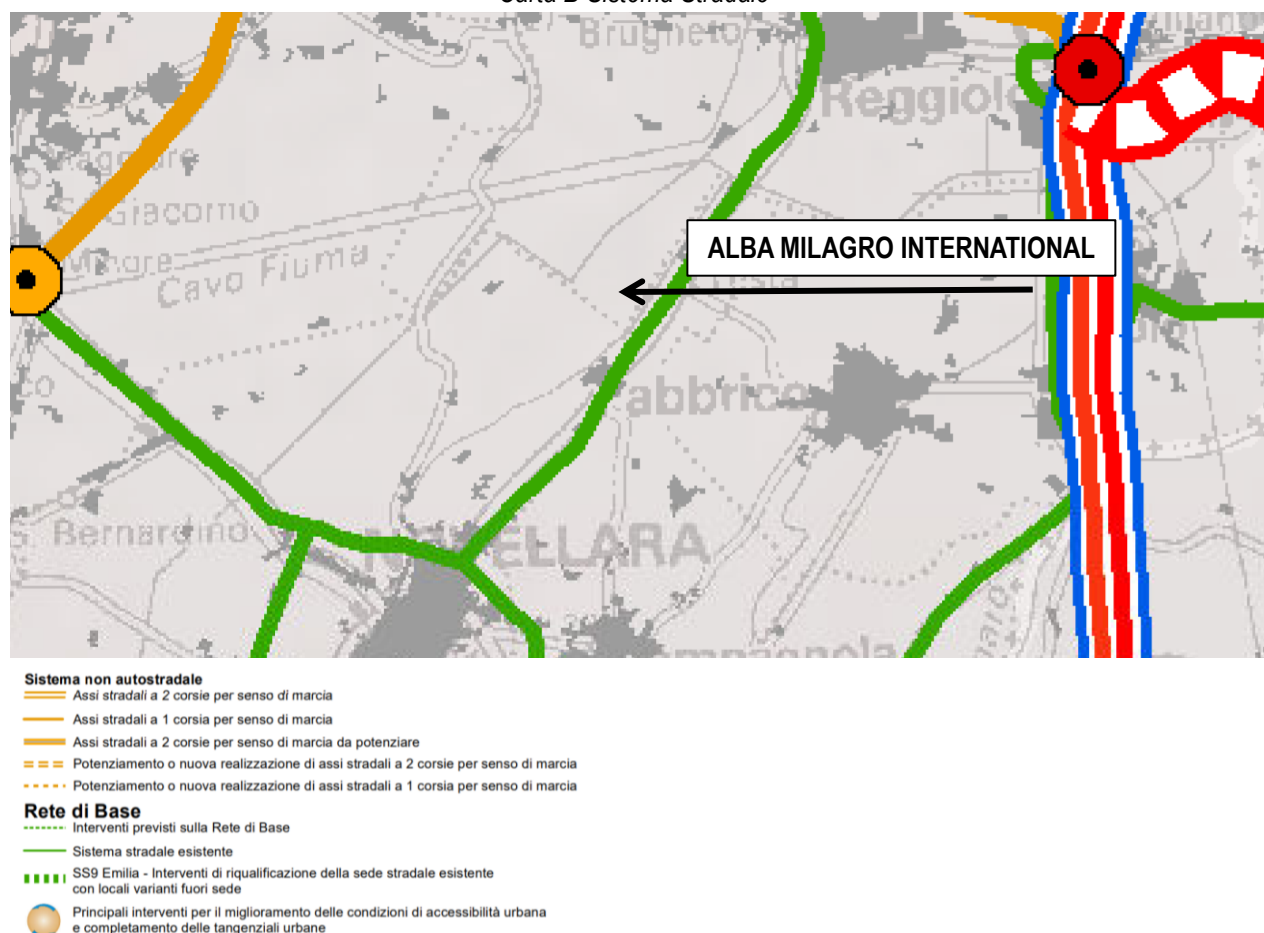 Carta B Sistema Stradale
Brugneto
Reggiolo
S. Giacomo
Minore
Cavo Fiuma
ALBA MILAGRO INTERNATIONAL
abbrico
Bernardino
NOVELLARA
Sistema non autostradale
Assi stradali a 2 corsie per senso di marcia
Assi stradali a 1 corsia per senso di marcia
Assi stradali a 2 corsie per senso di marcia da potenziare
Potenziamento o nuova realizzazione di assi stradali a 2 corsie per senso di marcia
Potenziamento o nuova realizzazione di assi stradali a 1 corsia per senso di marcia
Rete di Base
Interventi previsti sulla Rete di Base
Sistema stradale esistente
SS9 Emilia - Interventi di riqualificazione della sede stradale esistente
con locali varianti fuori sede
Principali interventi per il miglioramento delle condizioni di accessibilità urbana
e completamento delle tangenziali urbane